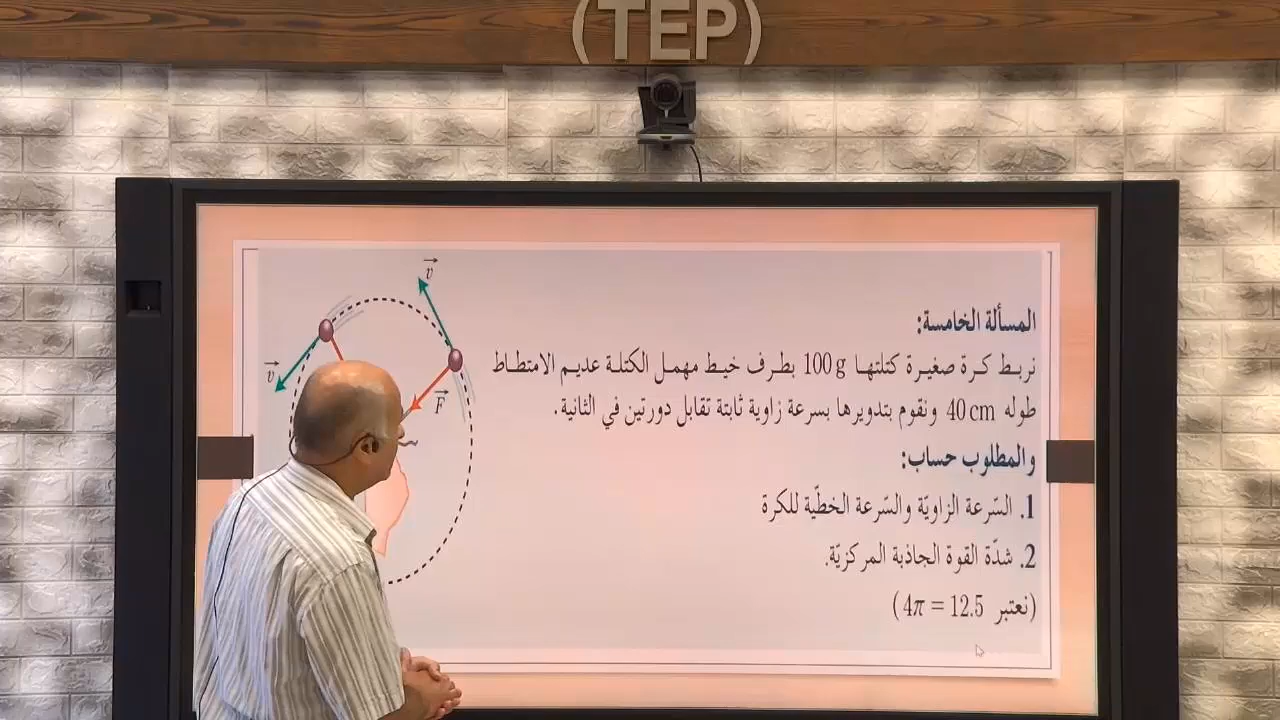 (TEP)
المسألة الخامسة:
نربط كرة صغيرة كتلتها 100 g بطرف خيط مهمل الكتلة عديم الامتطاط
طوله 40 cm ونقوم بتدويرها بسرعة زاوية ثابتة تقابل دورتين في الثانية.
والمطلوب حساب:
1. السّرعة الزاويّة والسّرعة الخطّية للكرة
2. شدّة القوة الجاذبة المركزيّة.
(نعتبر 4π = 12.5)
v
v
F